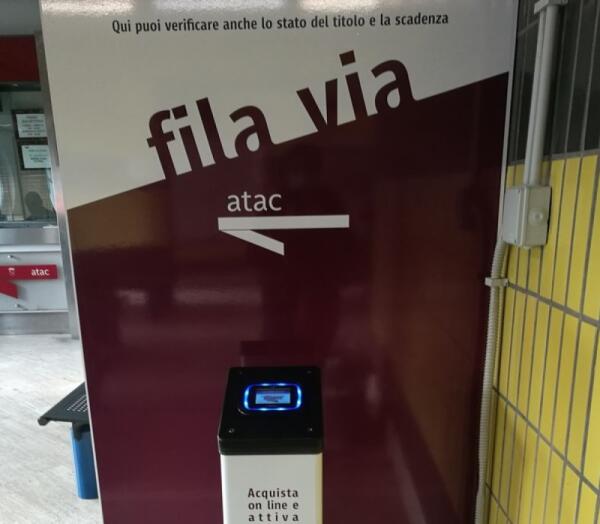 Qui puoi verificare anche lo stato del titolo e la scadenza
fila via
atac
atac
Acquista
on line e
attiva